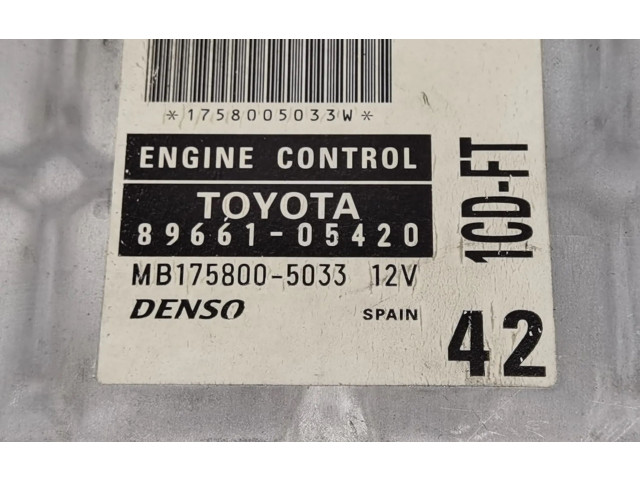 *1758005033W*
ENGINE CONTROL
TOYOTA
89661-05420
MB175800-5033 12V
DENSO SPAIN
1CD-FT
42